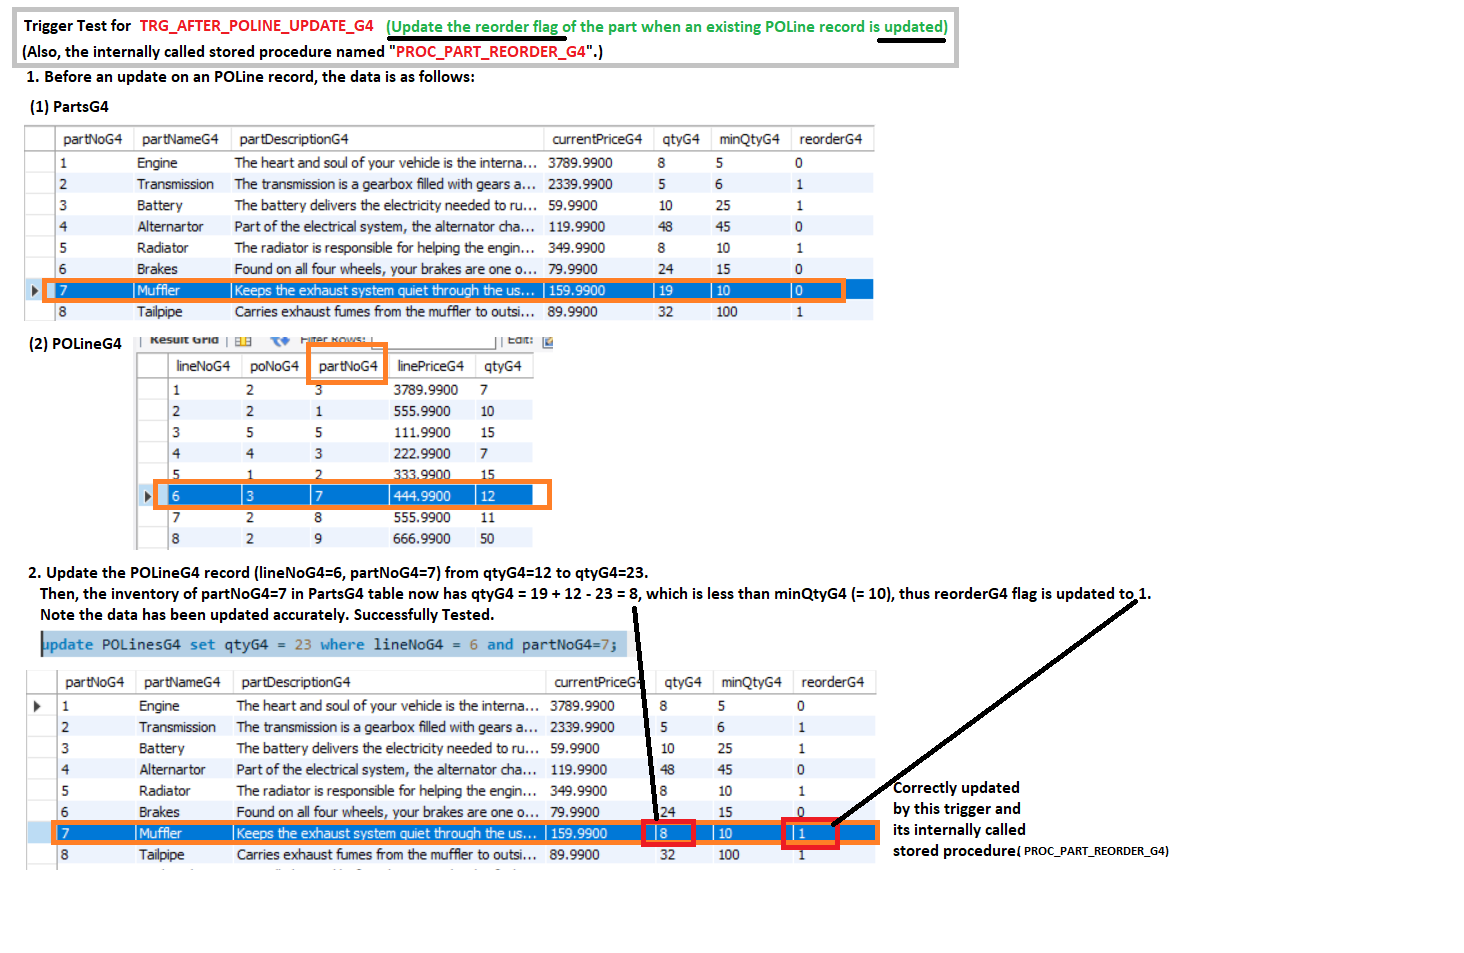 Trigger Test for TRG_AFTER_POLINE_UPDATE_G4 (Update the reorder flag of the part when an existing POLine record is updated)
(Also, the internally called stored procedure named "PROC_PART_REORDER_G4".)
1. Before an update on an POLine record, the data is as follows:
(1) PartsG4
partNoG4 partNameG4 partDescriptionG4 currentPriceG4 qtyG4 minQtyG4 reorderG4
1 Engine The heart and soul of your vehicle is the interna... 3789.9900 8 5 0
2 Transmission The transmission is a gearbox filled with gears a... 2339.9900 5 6 1
3 Battery The battery delivers the electricity needed to ru... 59.9900 10 25 1
4 Alternartor Part of the electrical system, the alternator cha... 119.9900 48 45 0
5 Radiator The radiator is responsible for helping the engin... 349.9900 8 10 1
6 Brakes Found on all four wheels, your brakes are one o... 79.9900 24 15 0
7 Muffler Keeps the exhaust system quiet through the us... 159.9900 19 10 0
8 Tailpipe Carries exhaust fumes from the muffler to outsi... 89.9900 32 100 1
(2) POLineG4
Result Grid Filter Rows: Edit:
lineNoG4 poNoG4 partNoG4 linePriceG4 qtyG4
1 2 3 3789.9900 7
2 2 1 555.9900 10
3 5 5 111.9900 15
4 4 3 222.9900 7
5 1 2 333.9900 15
6 3 7 444.9900 12
7 2 8 555.9900 11
8 2 9 666.9900 50
2. Update the POLineG4 record (lineNoG4=6, partNoG4=7) from qtyG4=12 to qtyG4=23.
Then, the inventory of partNoG4=7 in PartsG4 table now has qtyG4 = 19 + 12 - 23 = 8, which is less than minQtyG4 (= 10), thus reorderG4 flag is updated to 1.
Note the data has been updated accurately. Successfully Tested.
update POLinesG4 set qtyG4 = 23 where lineNoG4 = 6 and partNoG4=7;
partNoG4 partNameG4 partDescriptionG4 currentPriceG4 qtyG4 minQtyG4 reorderG4
1 Engine The heart and soul of your vehicle is the interna... 3789.9900 8 5 0
2 Transmission The transmission is a gearbox filled with gears a... 2339.9900 5 6 1
3 Battery The battery delivers the electricity needed to ru... 59.9900 10 25 1
4 Alternartor Part of the electrical system, the alternator cha... 119.9900 48 45 0
5 Radiator The radiator is responsible for helping the engin... 349.9900 8 10 1
6 Brakes Found on all four wheels, your brakes are one o... 79.9900 24 15 0
7 Muffler Keeps the exhaust system quiet through the us... 159.9900 8 10 1
8 Tailpipe Carries exhaust fumes from the muffler to outsi... 89.9900 32 100 1
Correctly updated
by this trigger and
its internally called
stored procedure( PROC_PART_REORDER_G4)